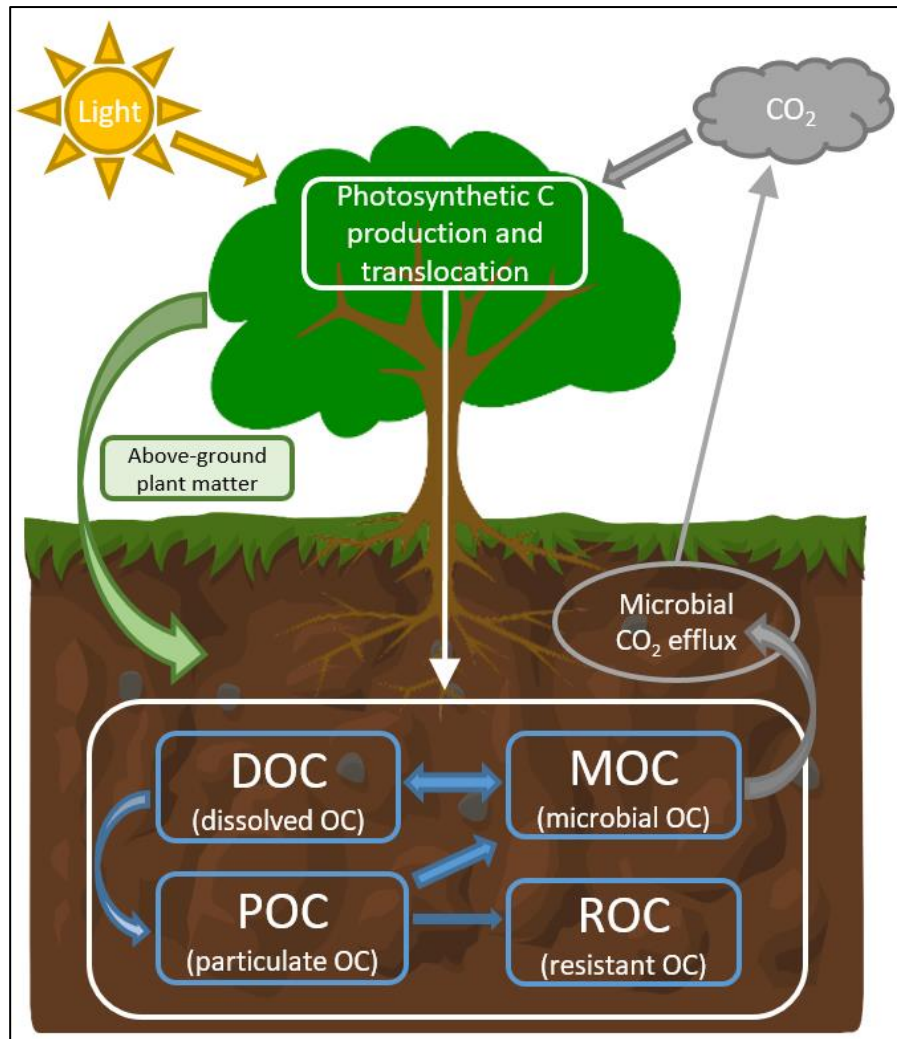 Light
CO₂
Photosynthetic C
production and
translocation
Above-ground
plant matter
Microbial
CO₂ efflux
DOC
(dissolved OC)
MOC
(microbial OC)
POC
(particulate OC)
ROC
(resistant OC)